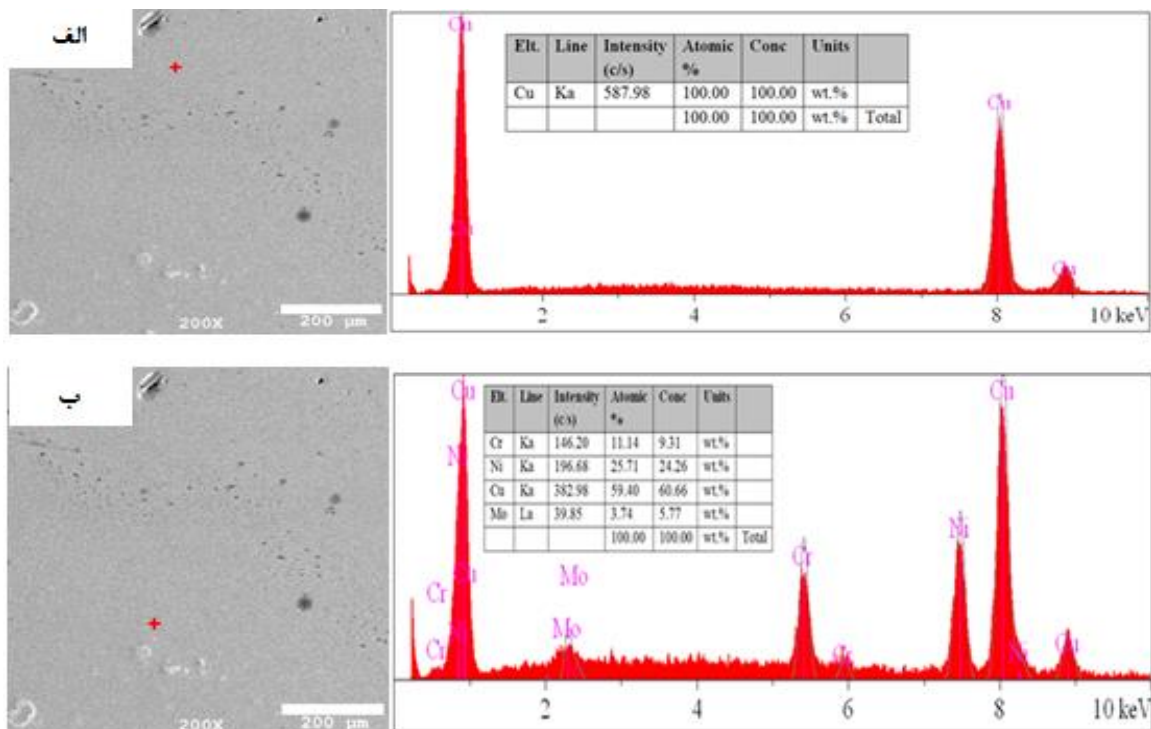 الف
200X
200 µm
Elt. Line Intensity (c/s) Atomic % Conc Units
Cu Ka 587.98 100.00 100.00 wt.%
100.00 100.00 wt.% Total
Cu
Cu
Cu
2 4 6 8 10 keV
ب
200X
200 µm
Elt. Line Intensity (c/s) Atomic % Conc Units
Cr Ka 146.20 11.14 9.31 wt.%
Ni Ka 196.68 25.71 24.26 wt.%
Cu Ka 382.98 59.40 60.66 wt.%
Mo La 39.85 3.74 5.77 wt.%
100.00 100.00 wt.% Total
Cu
Cu
Ni
Ni
Mo
Cr
Cr
Mo
Cr
Cr
Ni
Cu
2 4 6 8 10 keV